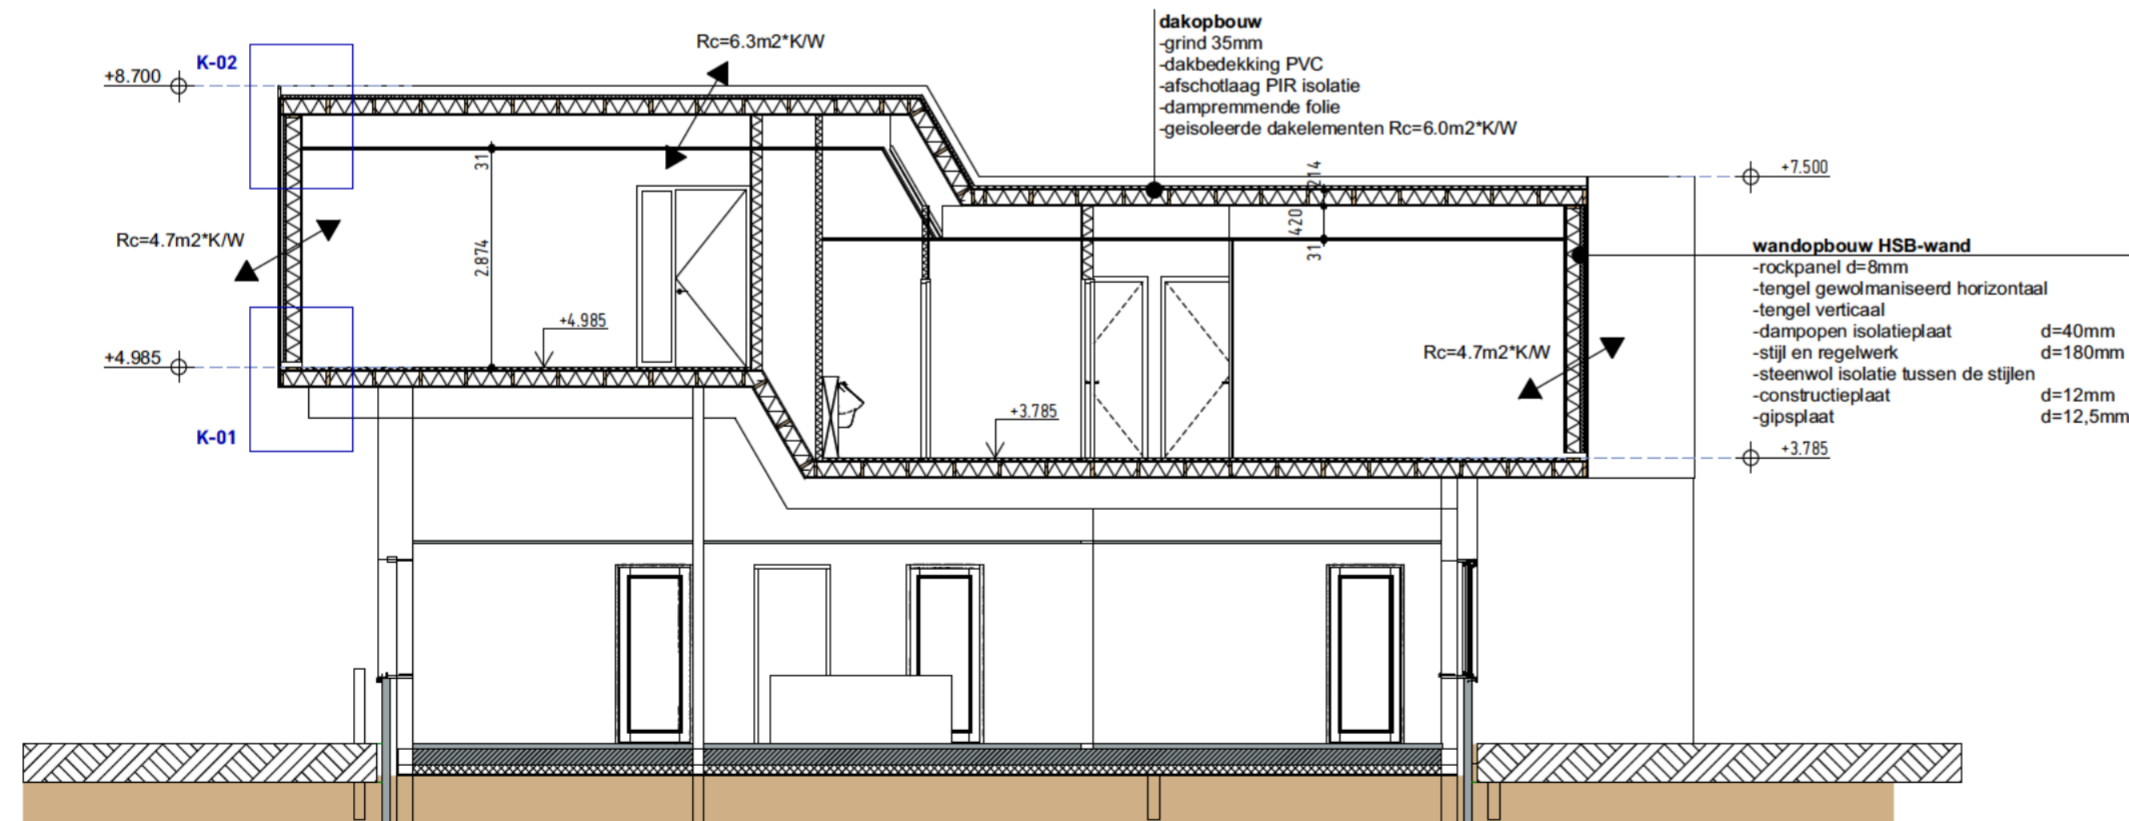 K-02
+8.700
Rc=6.3m2*K/W
dakopbouw
-grind 35mm
-dakbedekking PVC
-afschotlaag PIR isolatie
-dampremmende folie
-geisoleerde dakelementen Rc=6.0m2*K/W
31
214
+7.500
Rc=4.7m2*K/W
2.874
420
31
wandopbouw HSB-wand
-rockpanel d=8mm
-tengel gewolmaniseerd horizontaal
-tengel verticaal
-dampopen isolatieplaat d=40mm
-stijl en regelwerk d=180mm
-steenwol isolatie tussen de stijlen
-constructieplaat d=12mm
-gipsplaat d=12,5mm
+4.985
+4.985
Rc=4.7m2*K/W
K-01
+3.785
+3.785